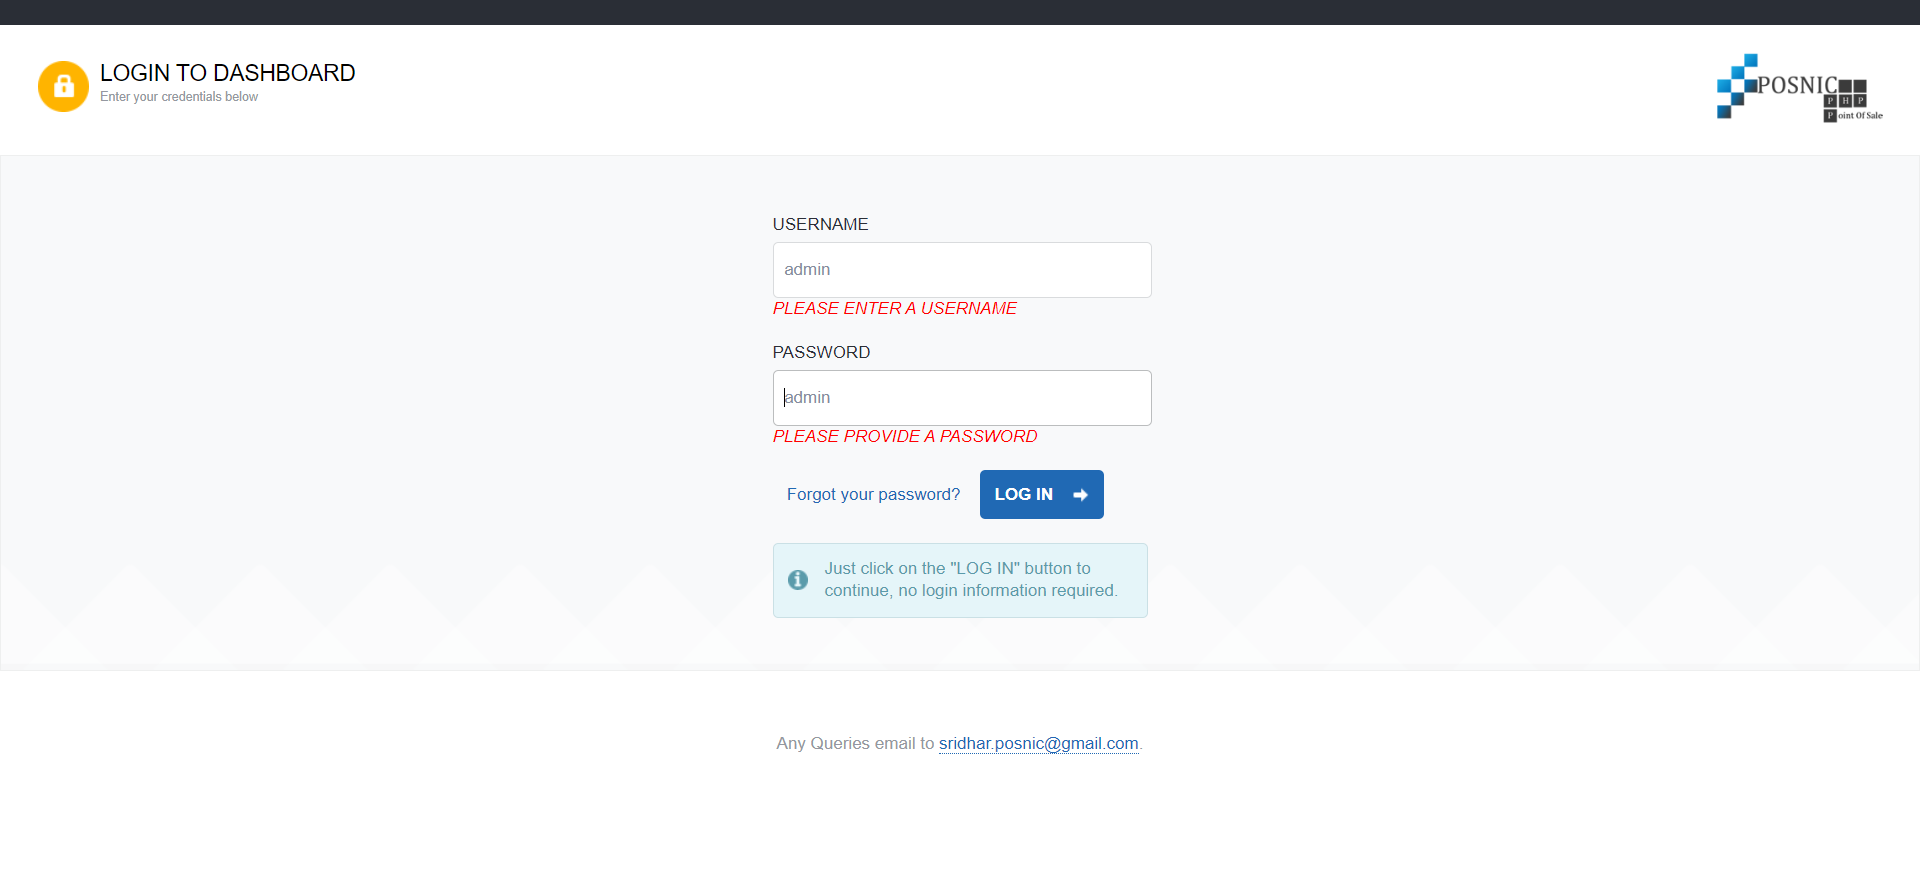 LOGIN TO DASHBOARD
Enter your credentials below
POSNIC
PHP
Point Of Sale
USERNAME
admin
PLEASE ENTER A USERNAME
PASSWORD
admin
PLEASE PROVIDE A PASSWORD
Forgot your password?
LOG IN
Just click on the "LOG IN" button to
continue, no login information required.
Any Queries email to sridhar.posnic@gmail.com.